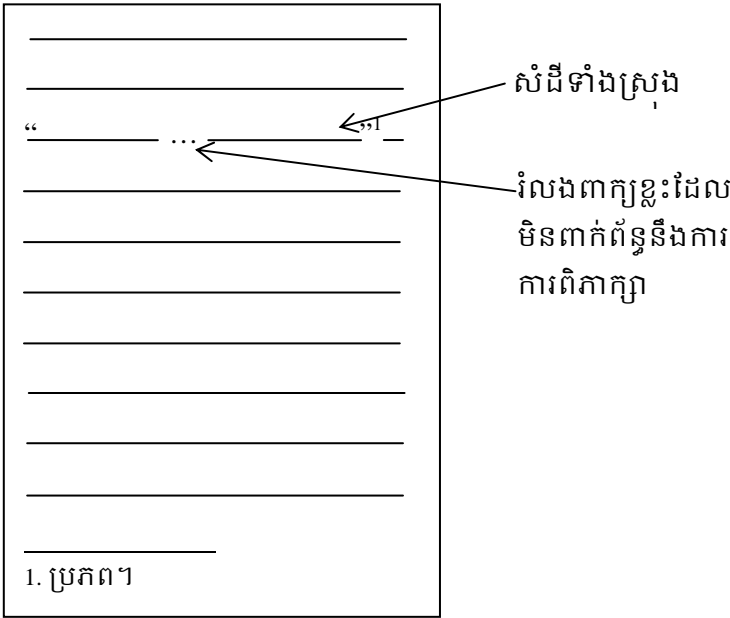 សំដីទាំងស្រុង
“ ... ”1
រំលងពាក្យខ្លះដែល
មិនពាក់ព័ន្ធនឹងការ
ការពិភាក្សា
1. ប្រភព។